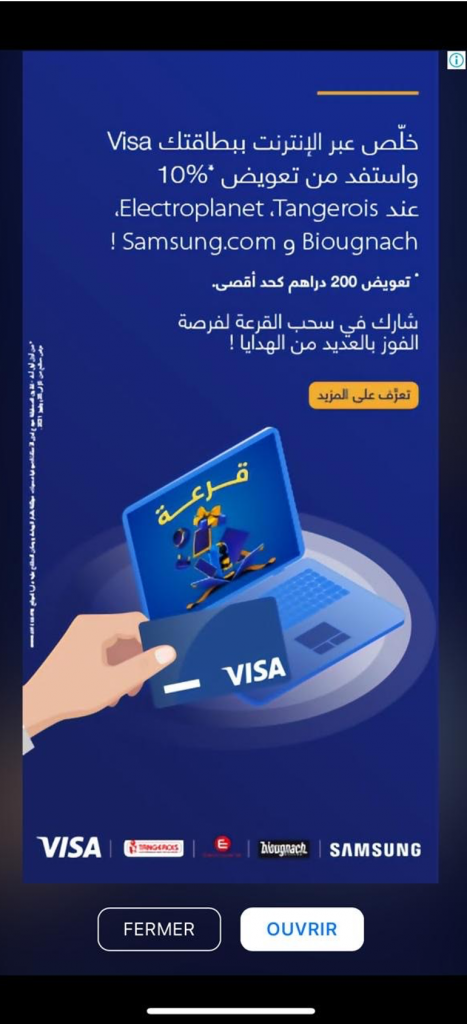 خلّص عبر الإنترنت ببطاقتك Visa
واستفد من تعويض *10%
عند Electroplanet ،Tangerois،
Biougnach و Samsung.com !
* تعويض 200 دراهم كحد أقصى.
شارك في سحب القرعة لفرصة
الفوز بالعديد من الهدايا !
تعرَّف على المزيد
قـرعـة
VISA
VISA
TANGEROIS
biougnach
SAMSUNG
FERMER
OUVRIR